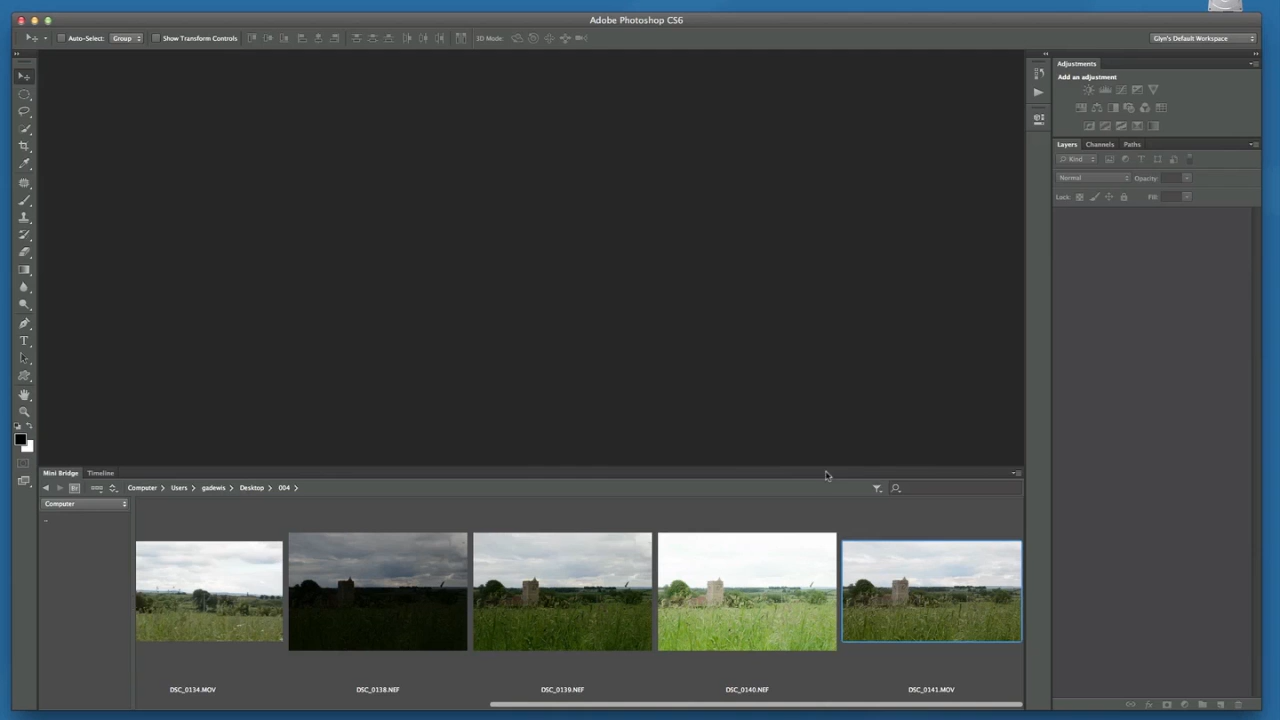 Adobe Photoshop CS6
Auto-Select: Group Show Transform Controls 3D Mode: Glyn's Default Workspace
Adjustments
Add an adjustment
Layers Channels Paths
Kind
Normal Opacity:
Lock: Fill:
T
Mini Bridge Timeline
Br Computer Users gadewis Desktop 004
Computer
..
DSC_0134.MOV DSC_0138.NEF DSC_0139.NEF DSC_0140.NEF DSC_0141.MOV
fx